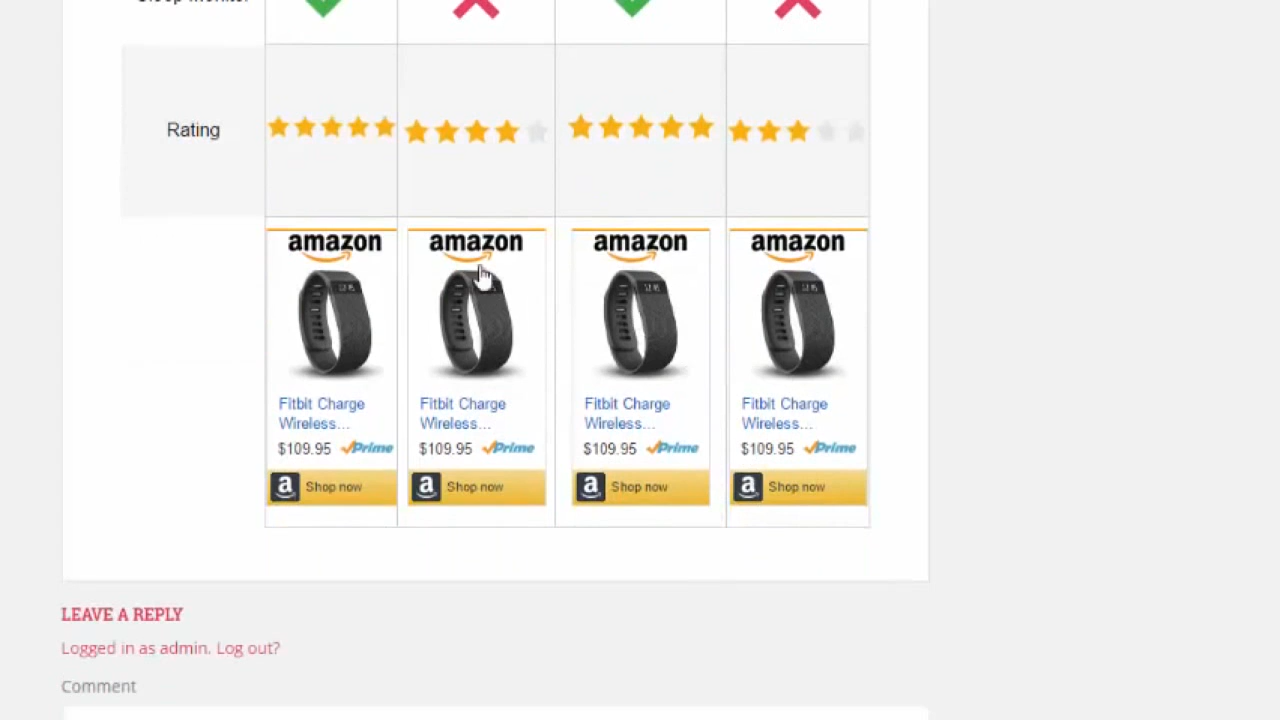 Sleep Monitor
Rating
amazon amazon amazon amazon
Fitbit Charge Fitbit Charge Fitbit Charge Fitbit Charge
Wireless... Wireless... Wireless... Wireless...
$109.95 Prime $109.95 Prime $109.95 Prime $109.95 Prime
a Shop now a Shop now a Shop now a Shop now
LEAVE A REPLY
Logged in as admin. Log out?
Comment